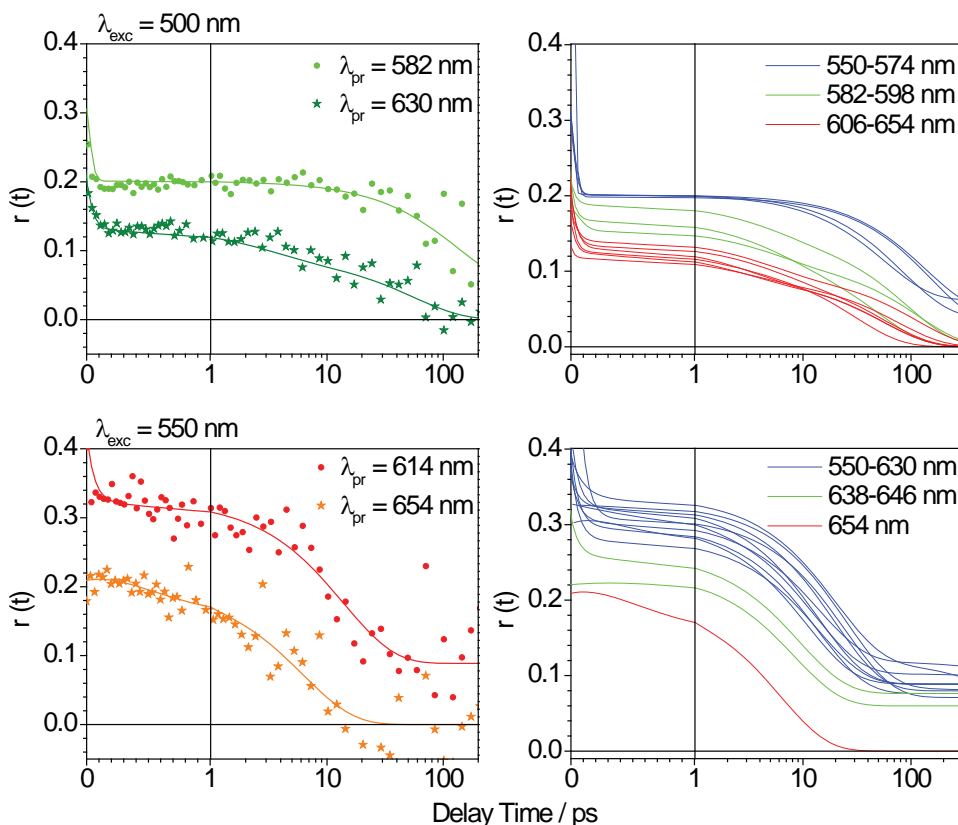 λexc = 500 nm
0.4
0.3
0.2
0.1
0.0
r (t)
λpr = 582 nm
λpr = 630 nm
0
1
10
100
0.4
0.3
0.2
0.1
0.0
r (t)
550-574 nm
582-598 nm
606-654 nm
0
1
10
100
λexc = 550 nm
0.4
0.3
0.2
0.1
0.0
r (t)
λpr = 614 nm
λpr = 654 nm
0
1
10
100
0.4
0.3
0.2
0.1
0.0
r (t)
550-630 nm
638-646 nm
654 nm
0
1
10
100
Delay Time / ps